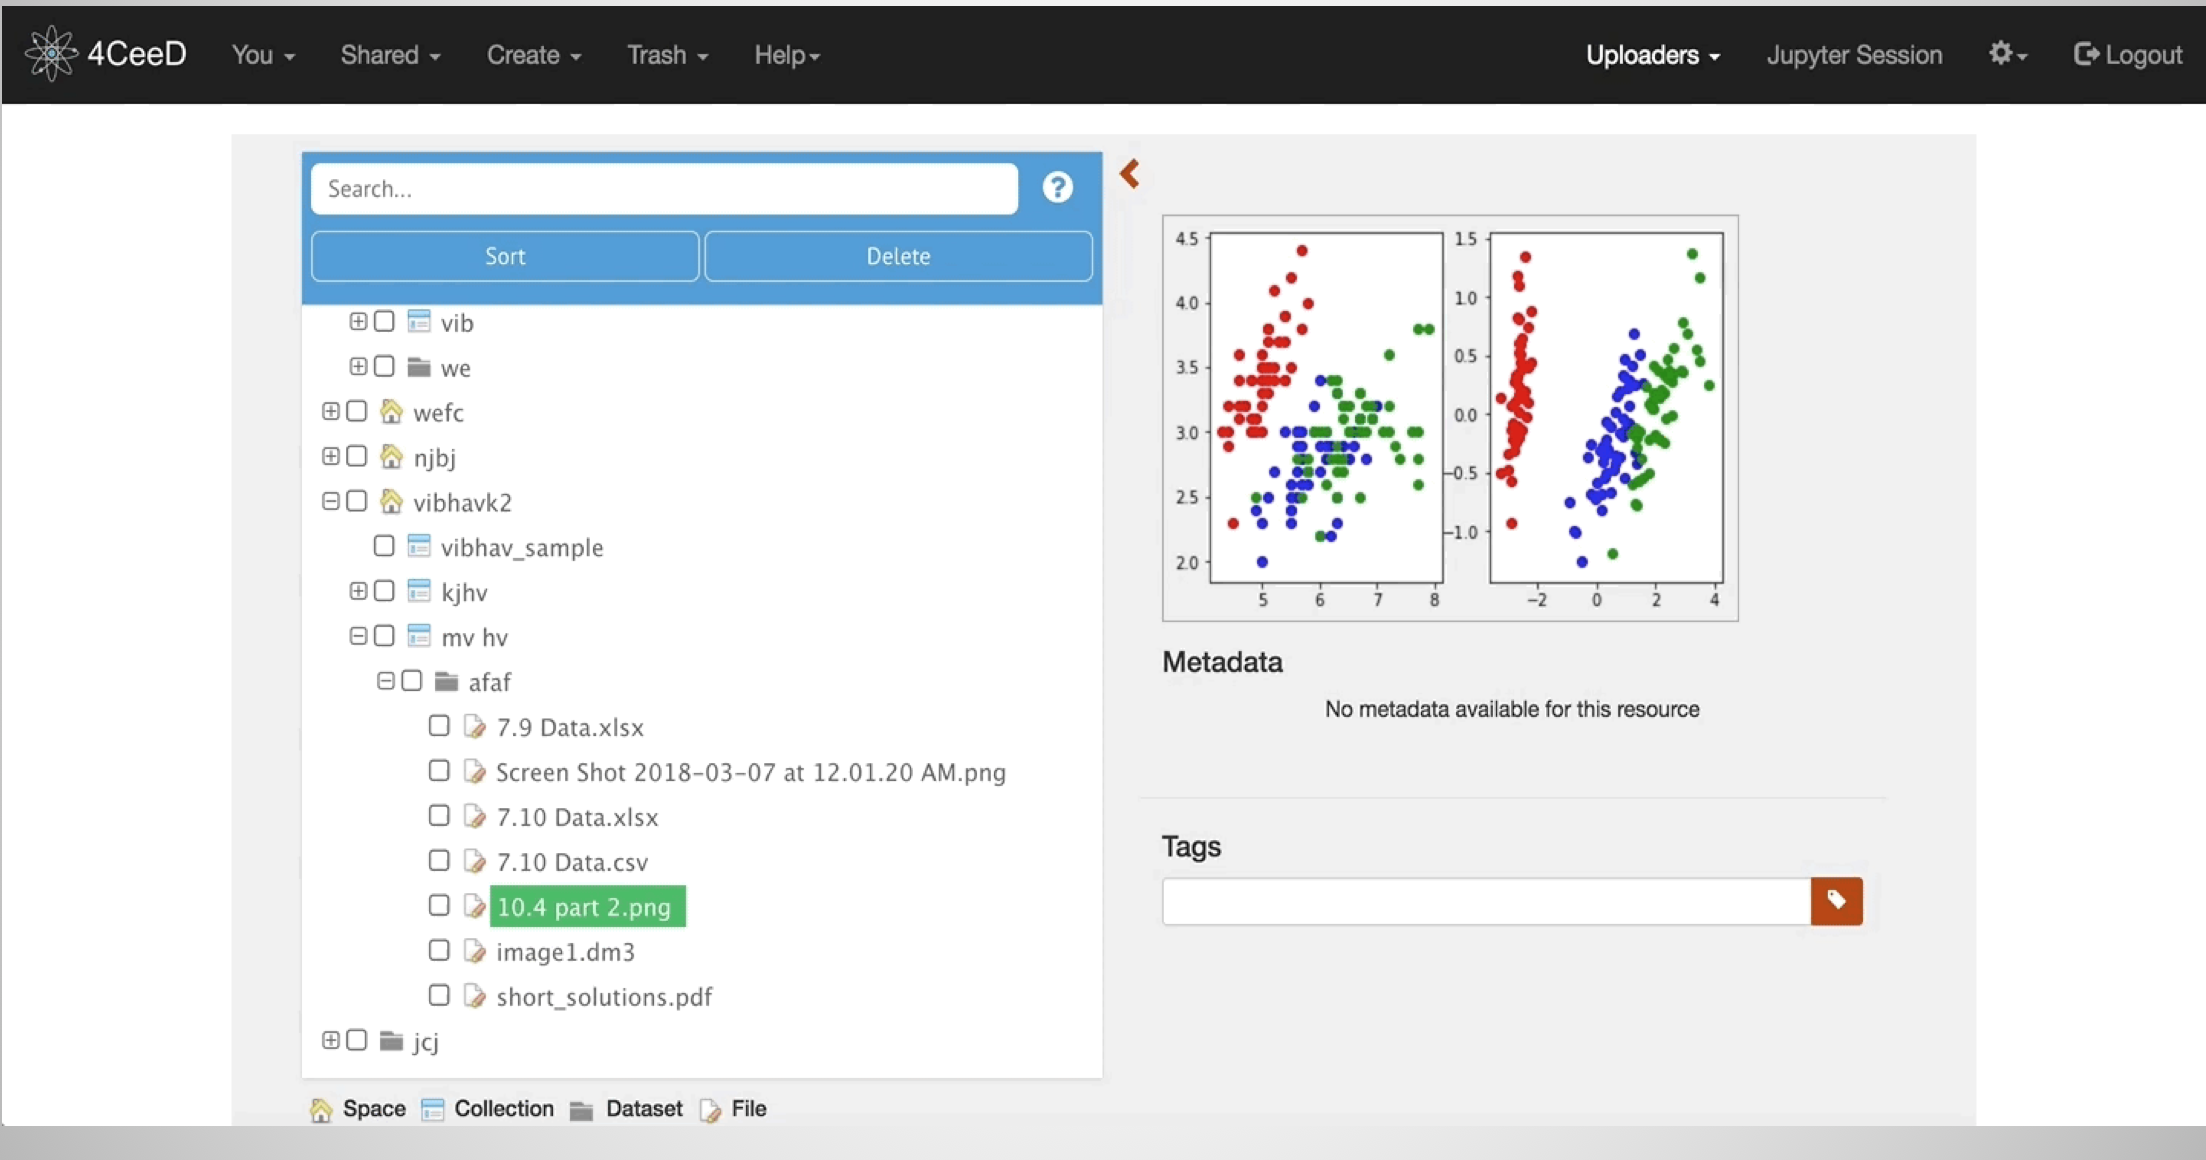 4CeeD You Shared Create Trash Help Uploaders Jupyter Session Logout
Search...
Sort Delete
vib
we
wefc
njbj
vibhavk2
vibhav_sample
kjhv
mv hv
afaf
7.9 Data.xlsx
Screen Shot 2018-03-07 at 12.01.20 AM.png
7.10 Data.xlsx
7.10 Data.csv
10.4 part 2.png
image1.dm3
short_solutions.pdf
jcj
Space Collection Dataset File
4.5
4.0
3.5
3.0
2.5
2.0
5 6 7 8
1.5
1.0
0.5
0.0
−0.5
−1.0
−2 0 2 4
Metadata
No metadata available for this resource
Tags